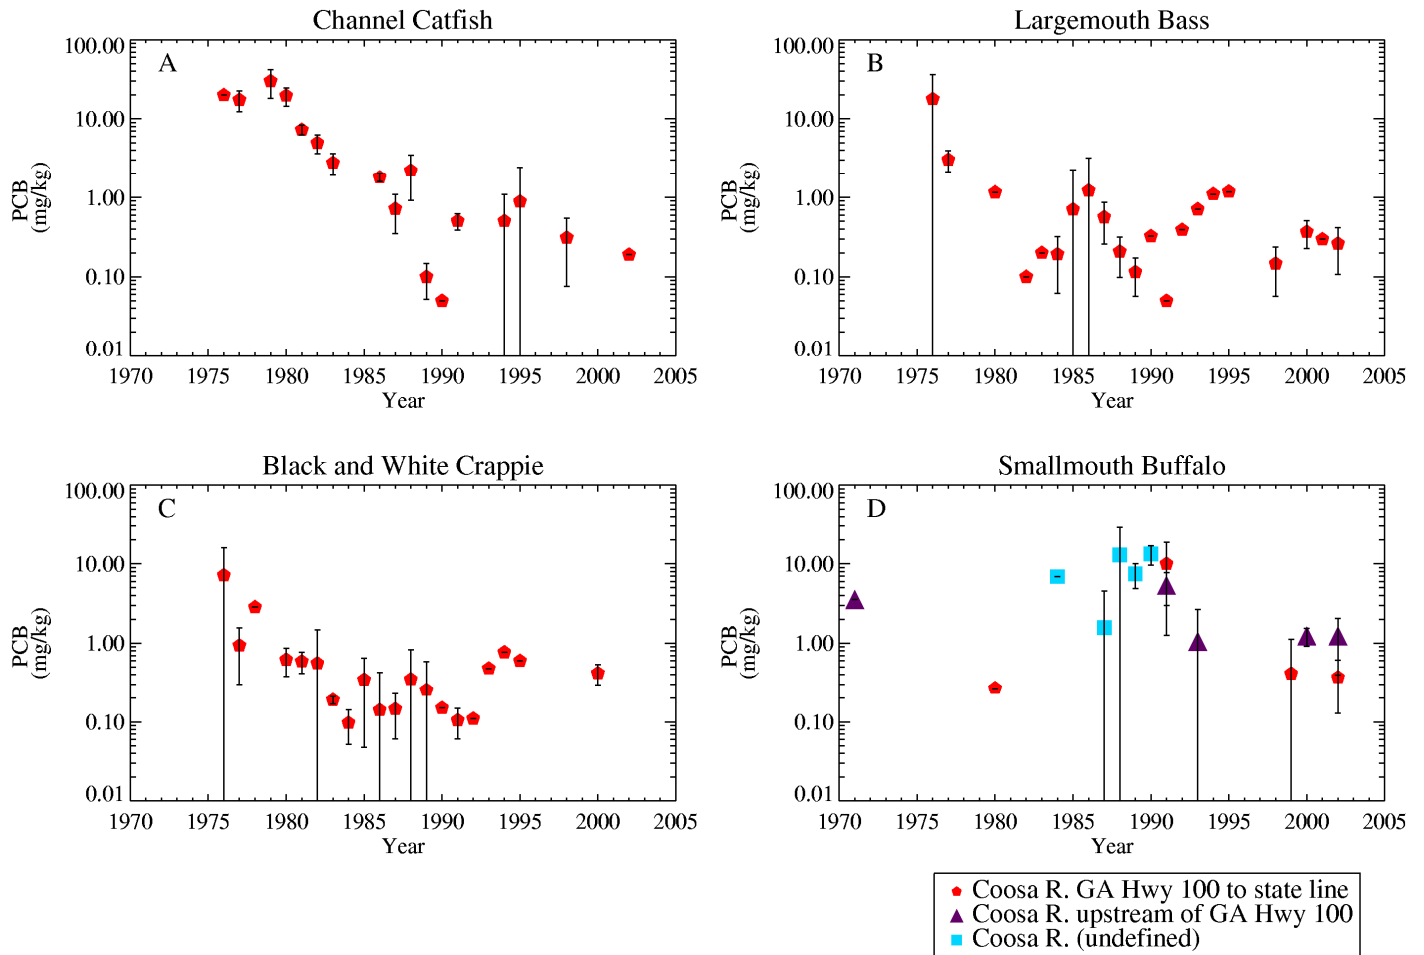 Channel Catfish
A
100.00
10.00
1.00
0.10
0.01
PCB
(mg/kg)
1970 1975 1980 1985 1990 1995 2000 2005
Year
Largemouth Bass
B
100.00
10.00
1.00
0.10
0.01
PCB
(mg/kg)
1970 1975 1980 1985 1990 1995 2000 2005
Year
Black and White Crappie
C
100.00
10.00
1.00
0.10
0.01
PCB
(mg/kg)
1970 1975 1980 1985 1990 1995 2000 2005
Year
Smallmouth Buffalo
D
100.00
10.00
1.00
0.10
0.01
PCB
(mg/kg)
1970 1975 1980 1985 1990 1995 2000 2005
Year
Coosa R. GA Hwy 100 to state line
Coosa R. upstream of GA Hwy 100
Coosa R. (undefined)